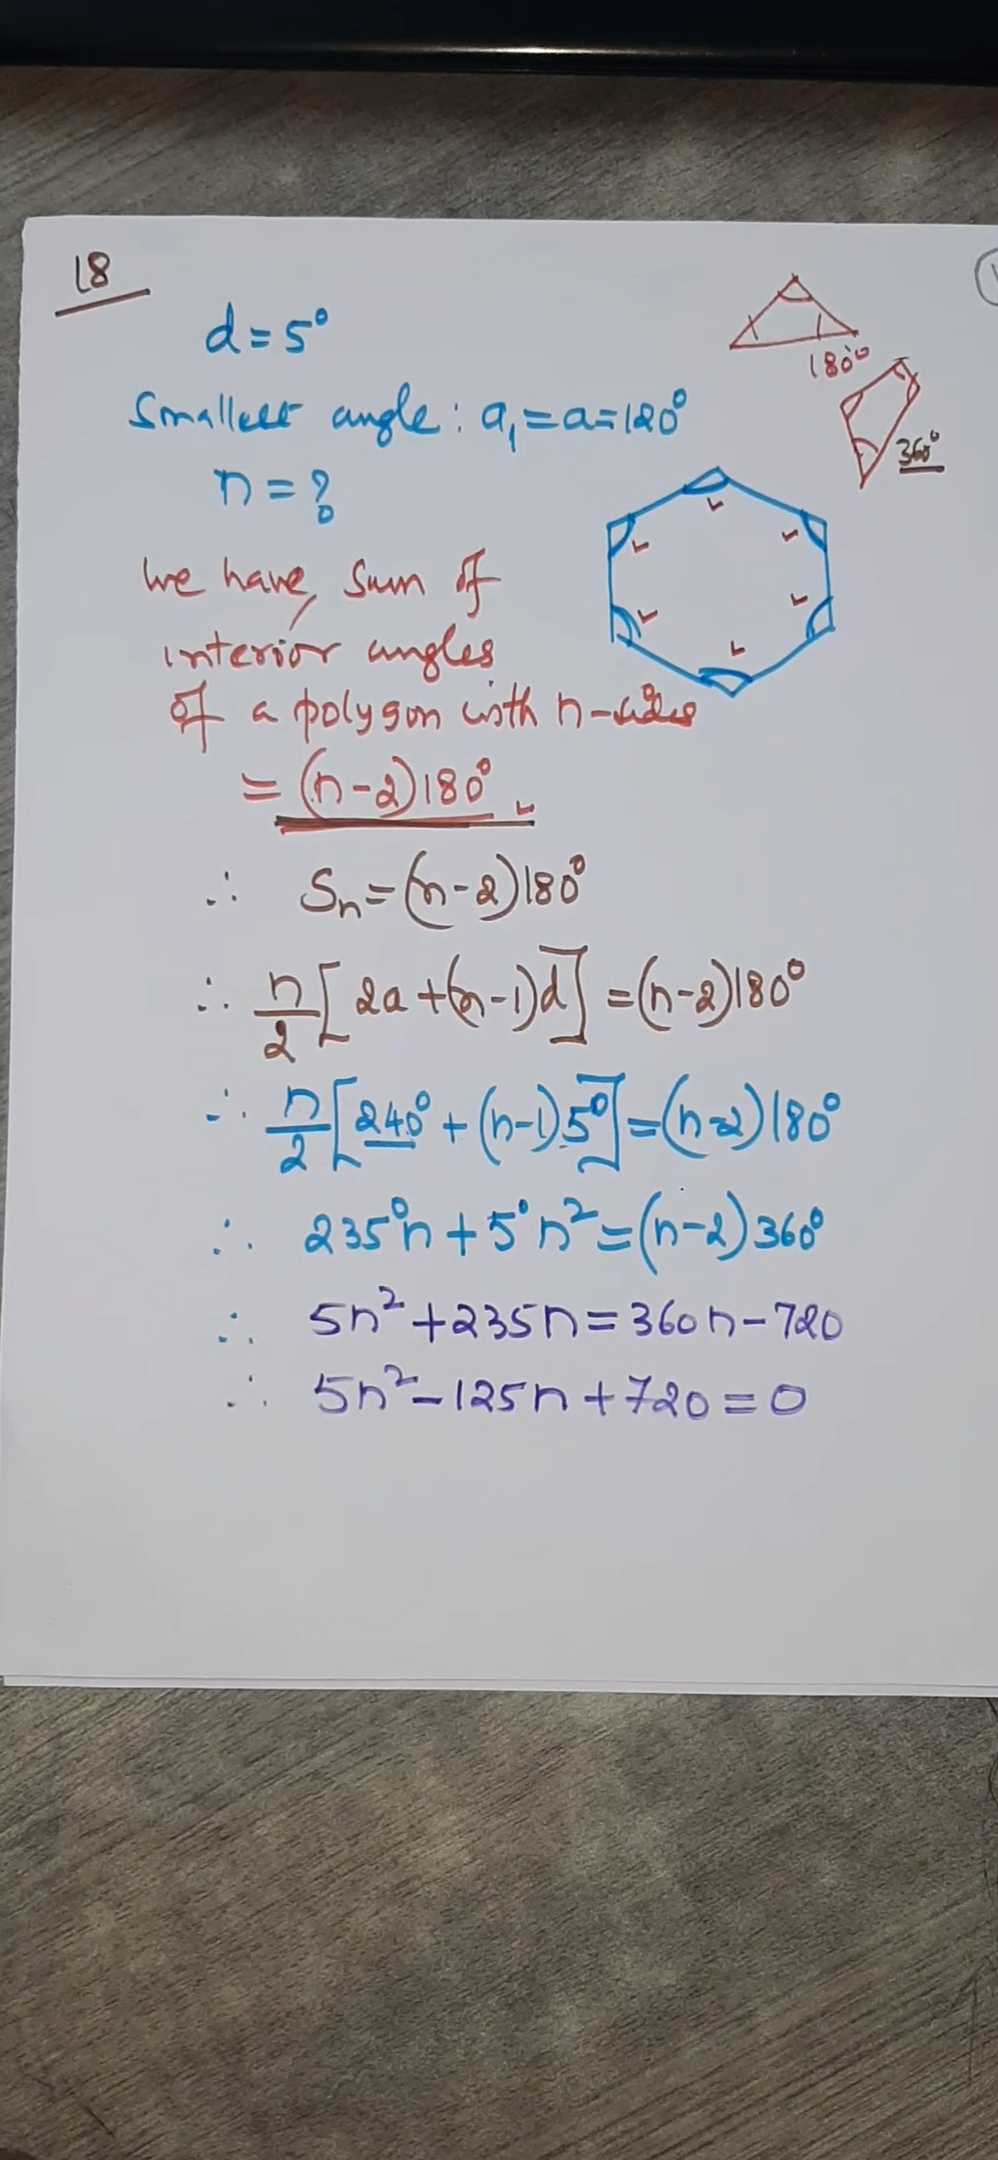 18
d = 5°
Smallest angle : a₁ = a = 120°
n = ?
180°
360°
We have, Sum of
interior angles
of a polygon with n-sides
= (n-2)180°
∴ Sₙ = (n-2)180°
∴ n/2 [2a + (n-1)d] = (n-2)180°
∴ n/2 [240° + (n-1)5°] = (n-2)180°
∴ 235°n + 5°n² = (n-2)360°
∴ 5n² + 235n = 360n - 720
∴ 5n² - 125n + 720 = 0